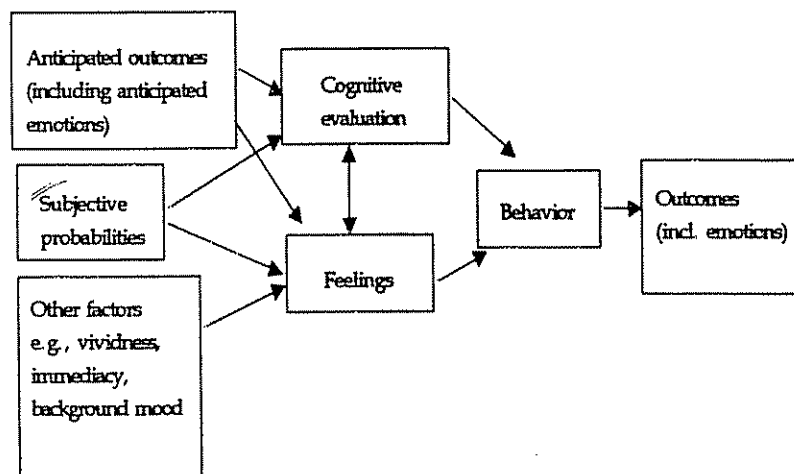 Anticipated outcomes
(including anticipated
emotions)
Cognitive
evaluation
Subjective
probabilities
Feelings
Behavior
Outcomes
(incl. emotions)
Other factors
e.g., vividness,
immediacy,
background mood